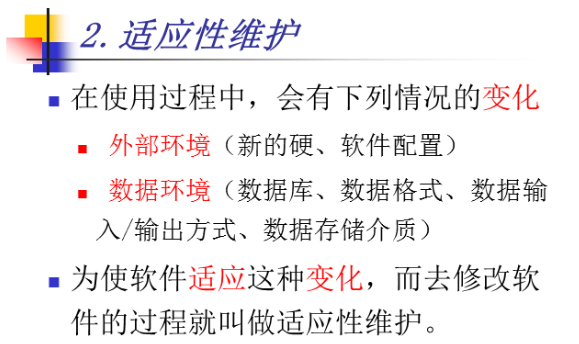 2. 适应性维护
在使用过程中，会有下列情况的变化
外部环境（新的硬、软件配置）
数据环境（数据库、数据格式、数据输
入/输出方式、数据存储介质）
为使软件适应这种变化，而去修改软
件的过程就叫做适应性维护。